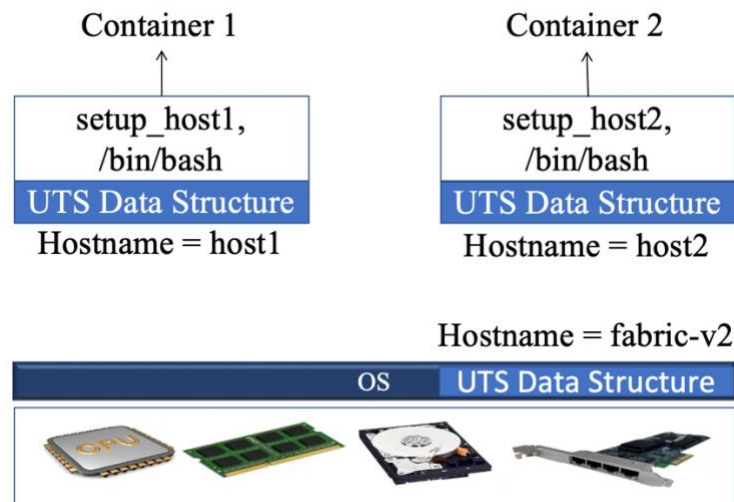 Container 1
Container 2
setup_host1,
/bin/bash
setup_host2,
/bin/bash
UTS Data Structure
UTS Data Structure
Hostname = host1
Hostname = host2
Hostname = fabric-v2
OS
UTS Data Structure
CPU